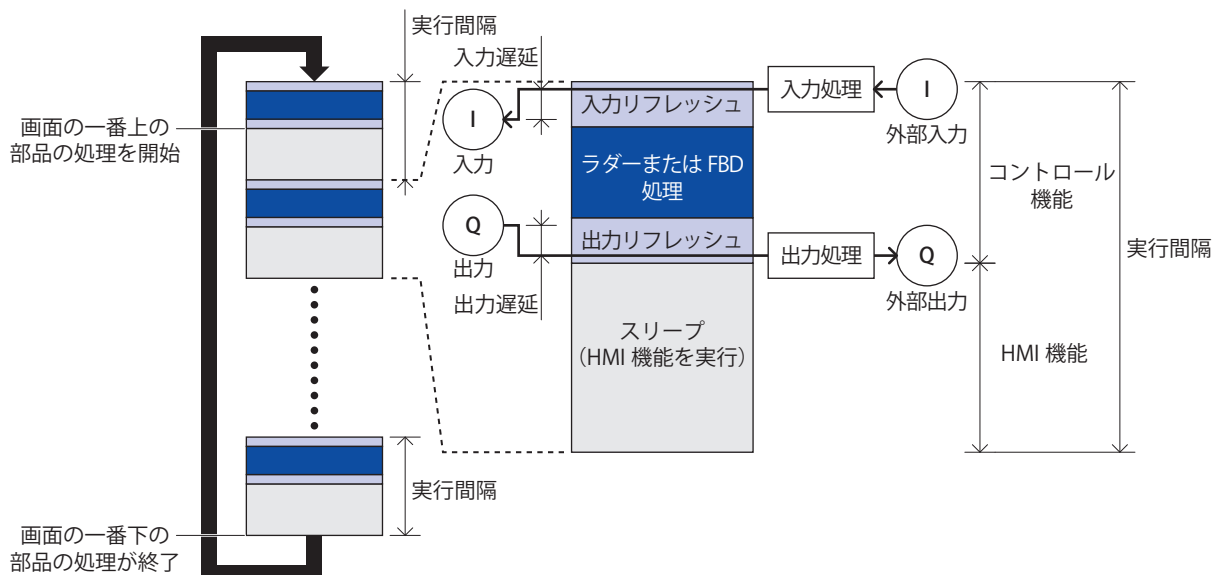 実行間隔
画面の一番上の
部品の処理を開始
実行間隔
画面の一番下の
部品の処理が終了
入力遅延
I
入力
Q
出力
出力遅延
入力リフレッシュ
ラダーまたは FBD
処理
出力リフレッシュ
スリープ
（HMI 機能を実行）
入力処理
I
外部入力
出力処理
Q
外部出力
コントロール
機能
HMI 機能
実行間隔